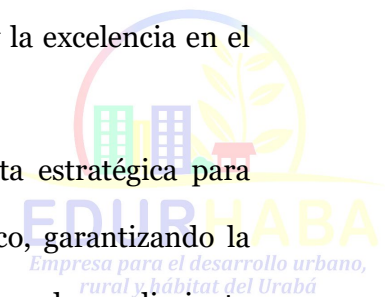 la excelencia en el
ta estratégica para
EDURHABA
co, garantizando la
Empresa para el desarrollo urbano,
rural y hábitat del Urabá